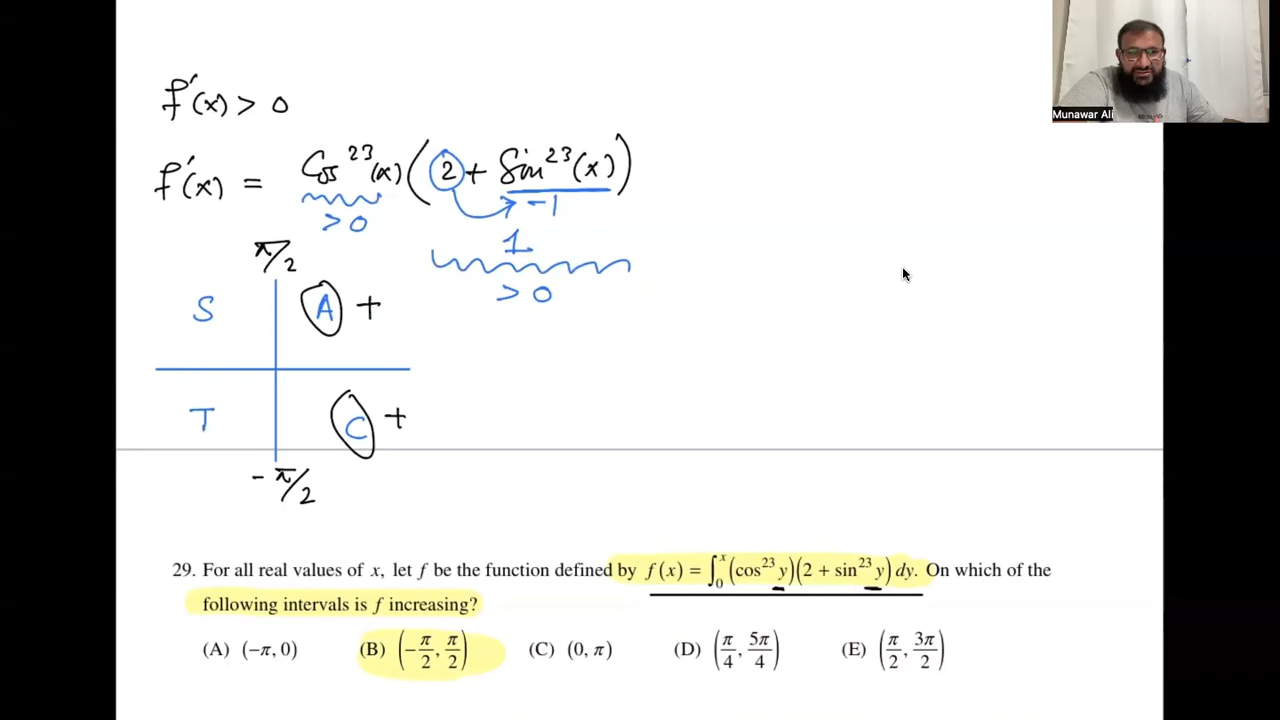 f'(x) > 0
Munawar Ali
f'(x) = Cos²³(x)(2 + Sin²³(x))
> 0
-1
1
> 0
π/2
S A +
T C +
-π/2
29. For all real values of x, let f be the function defined by f(x) = ∫₀ˣ (cos²³ y)(2 + sin²³ y) dy. On which of the
following intervals is f increasing?
(A) (−π, 0) (B) (−π/2, π/2) (C) (0, π) (D) (π/4, 5π/4) (E) (π/2, 3π/2)